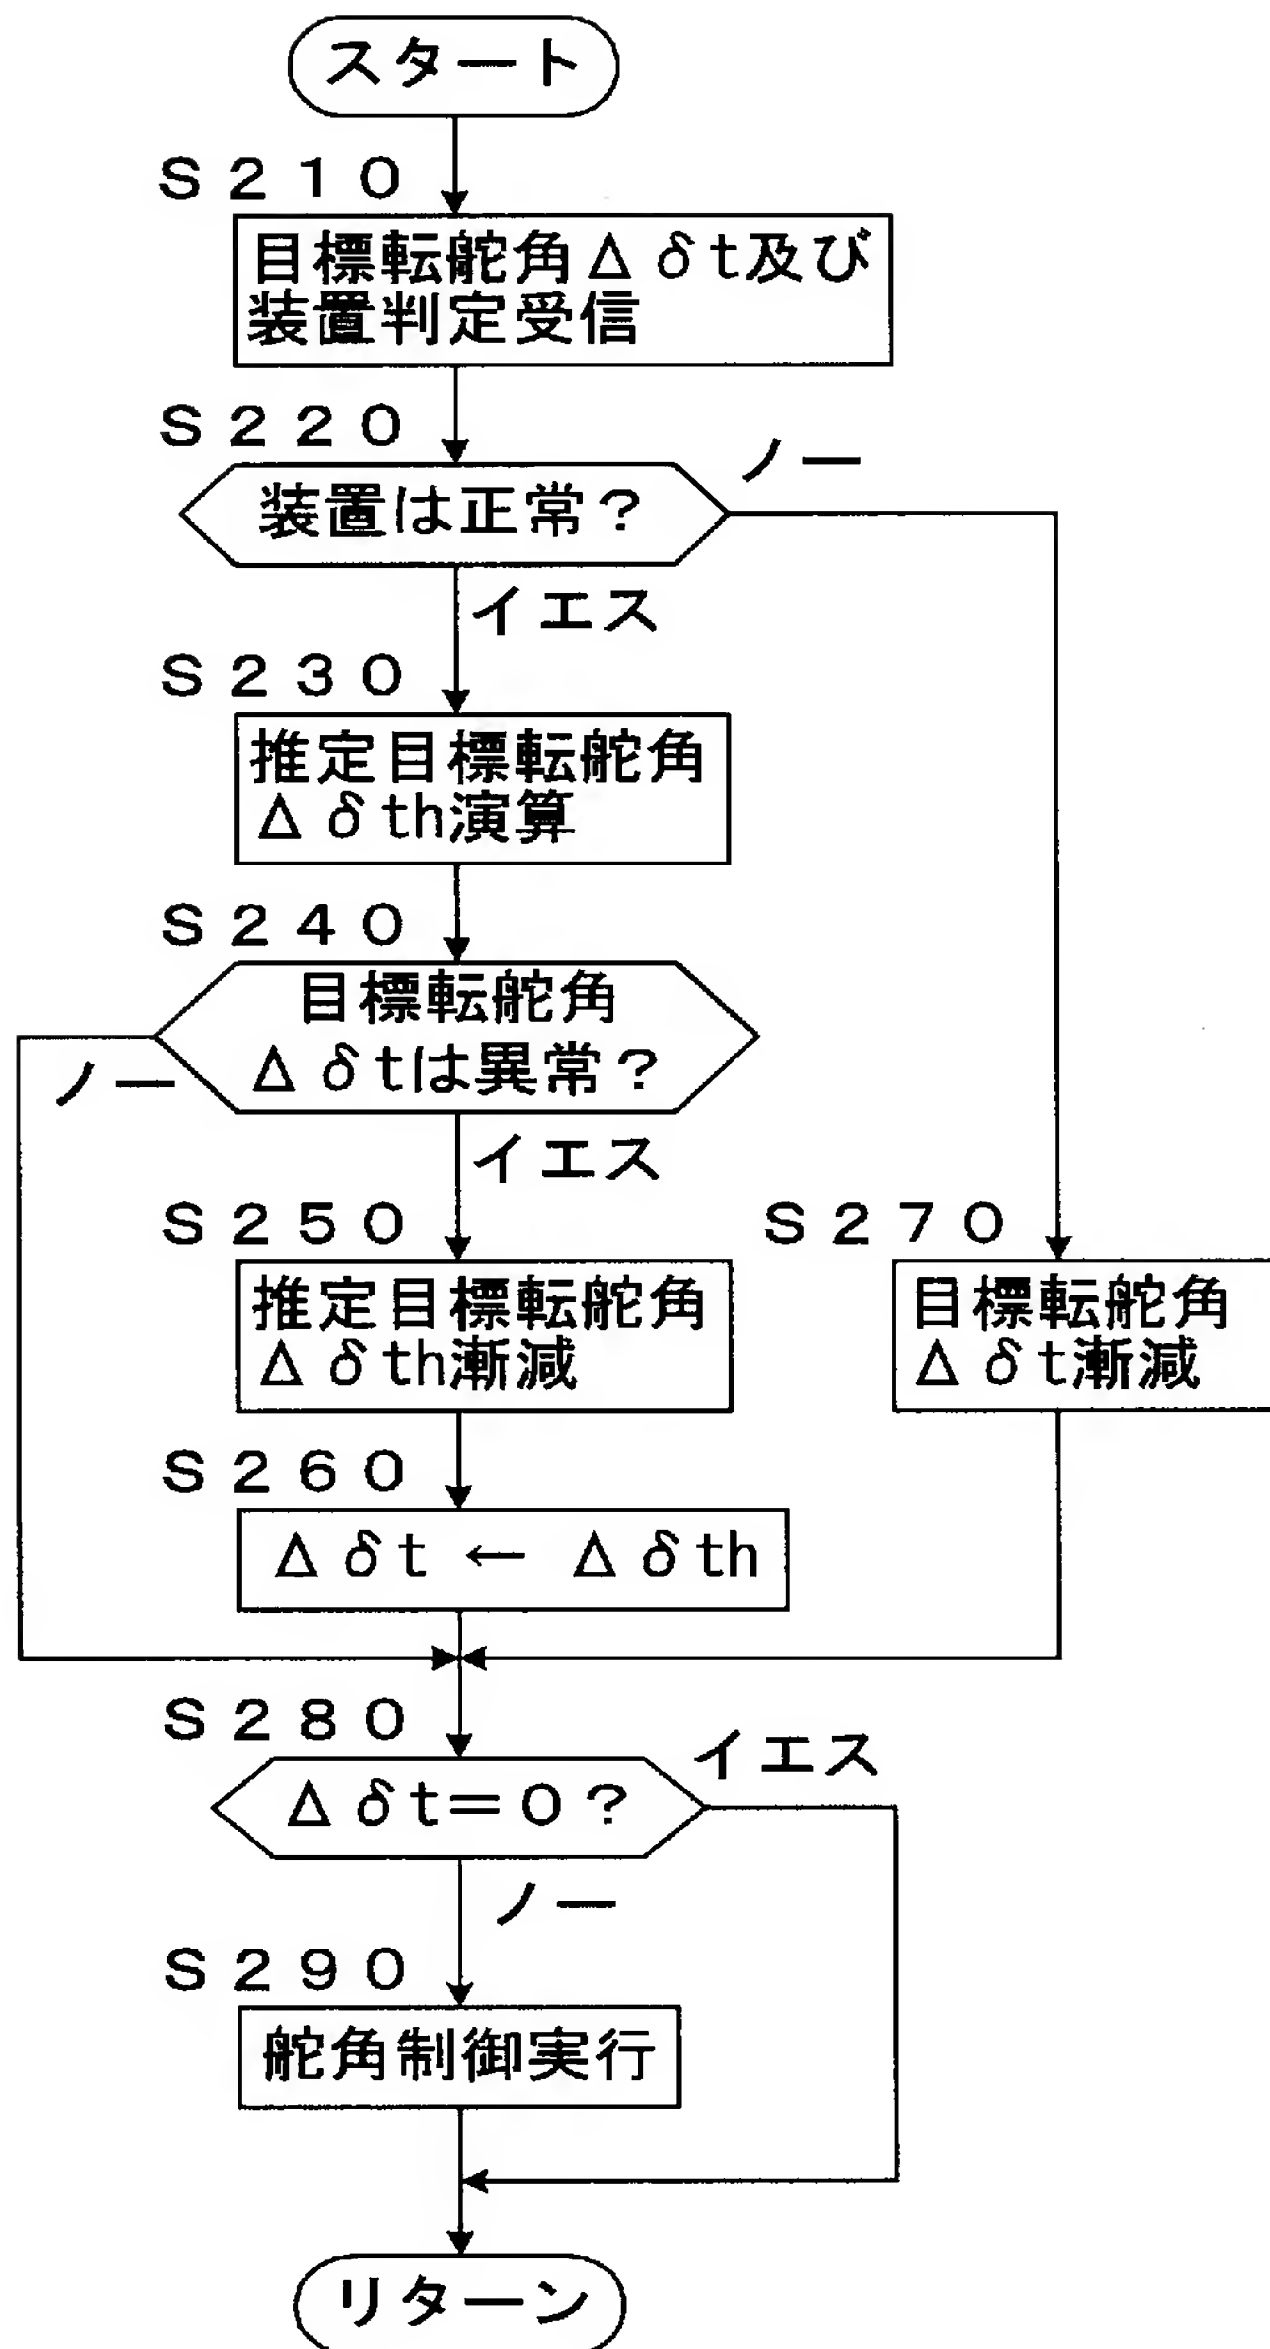 スタート
S210
目標転舵角Δδt及び
装置判定受信
S220
ノー
装置は正常?
イエス
S230
推定目標転舵角
Δδth演算
S240
目標転舵角
Δδtは異常?
ノー
イエス
S250
推定目標転舵角
Δδth漸減
S270
目標転舵角
Δδt漸減
S260
Δδt ← Δδth
S280
イエス
Δδt=0?
ノー
S290
舵角制御実行
リターン